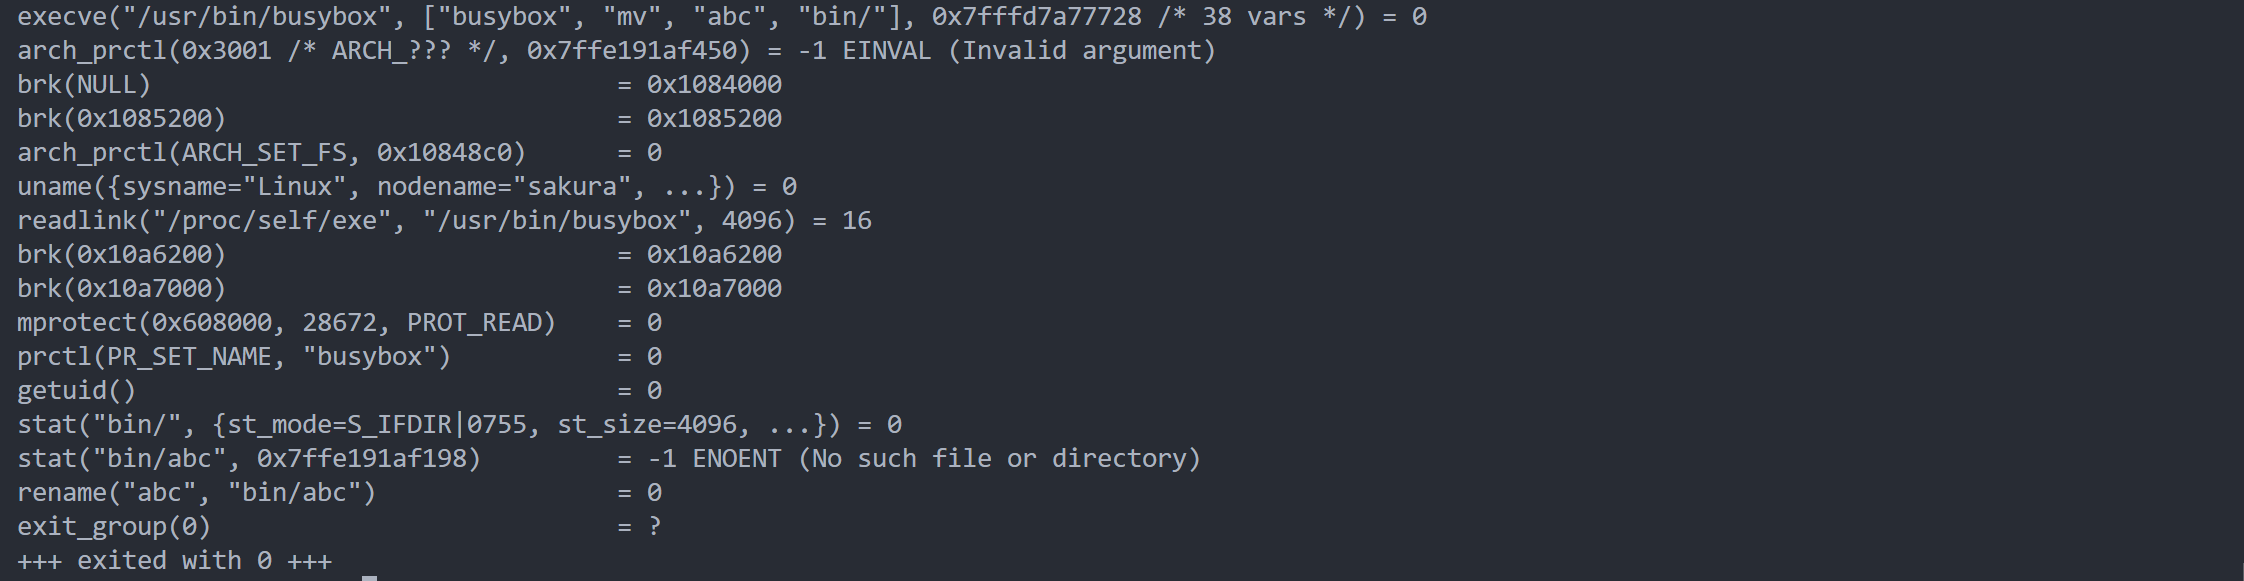 execve("/usr/bin/busybox", ["busybox", "mv", "abc", "bin/"], 0x7fffd7a77728 /* 38 vars */) = 0
arch_prctl(0x3001 /* ARCH_??? */, 0x7ffe191af450) = -1 EINVAL (Invalid argument)
brk(NULL)                               = 0x1084000
brk(0x1085200)                          = 0x1085200
arch_prctl(ARCH_SET_FS, 0x10848c0)      = 0
uname({sysname="Linux", nodename="sakura", ...}) = 0
readlink("/proc/self/exe", "/usr/bin/busybox", 4096) = 16
brk(0x10a6200)                          = 0x10a6200
brk(0x10a7000)                          = 0x10a7000
mprotect(0x608000, 28672, PROT_READ)    = 0
prctl(PR_SET_NAME, "busybox")           = 0
getuid()                                = 0
stat("bin/", {st_mode=S_IFDIR|0755, st_size=4096, ...}) = 0
stat("bin/abc", 0x7ffe191af198)         = -1 ENOENT (No such file or directory)
rename("abc", "bin/abc")                = 0
exit_group(0)                           = ?
+++ exited with 0 +++